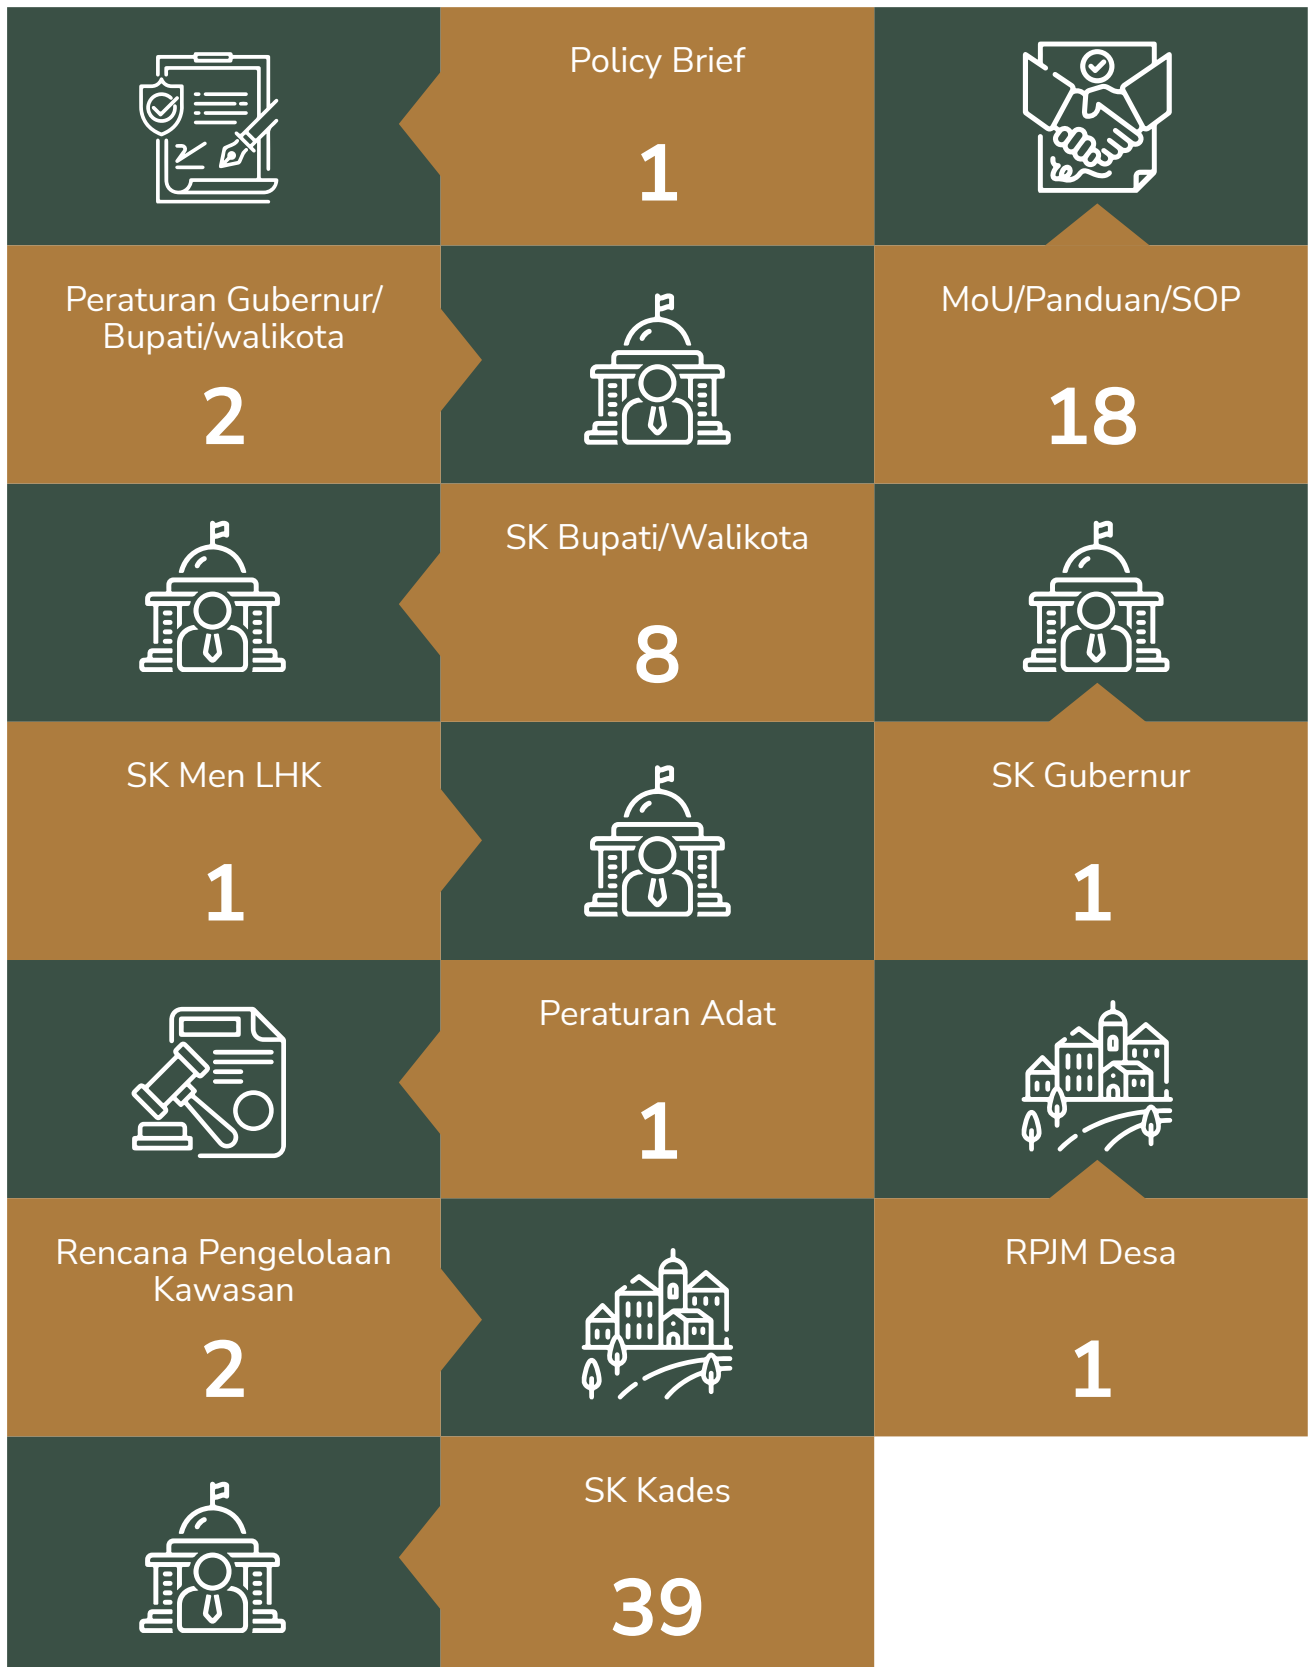 Policy Brief
1
Peraturan Gubernur/
Bupati/walikota
2
MoU/Panduan/SOP
18
SK Bupati/Walikota
8
SK Men LHK
1
SK Gubernur
1
Peraturan Adat
1
Rencana Pengelolaan
Kawasan
2
RPJM Desa
1
SK Kades
39